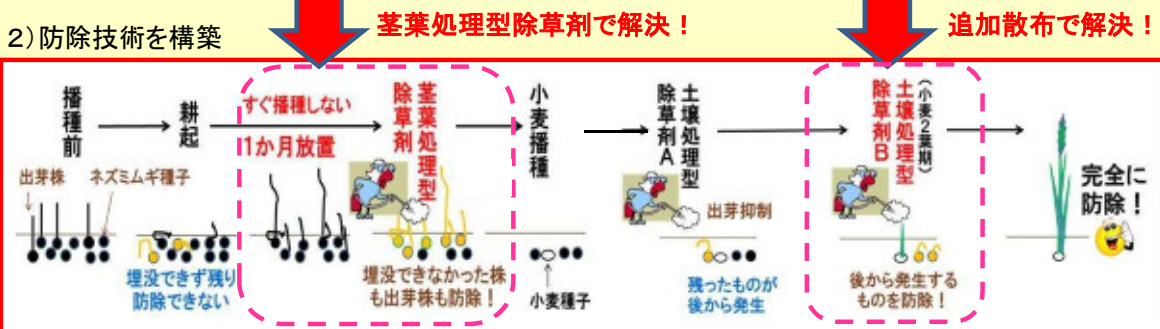 茎葉処理型除草剤で解決！
追加散布で解決！
2）防除技術を構築
播種前
耕起
すぐ播種しない
1か月放置
茎葉処理型
除草剤
小麦播種
土壌処理型
除草剤A
（小麦2葉期）
土壌処理型
除草剤B
完全に
防除！
出芽株
ネズミムギ種子
埋没できず残り
防除できない
埋没できなかった株
も出芽株も防除！
小麦種子
出芽抑制
残ったものが
後から発生
後から発生する
ものを防除！